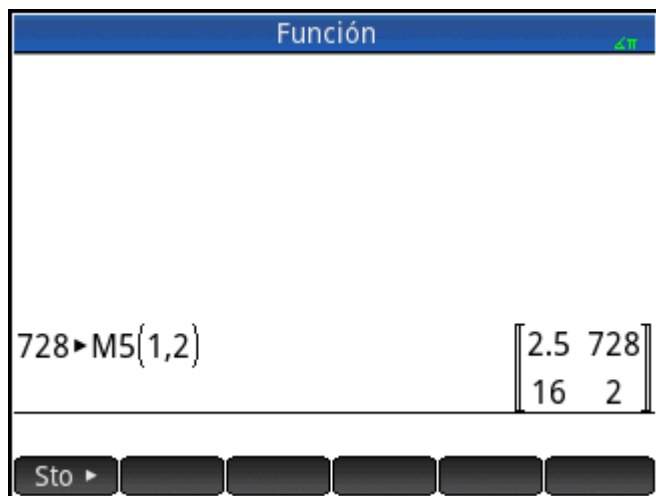 Función
∡π
728▶M5(1,2)
[2.5 728]
[16 2]
Sto ▶